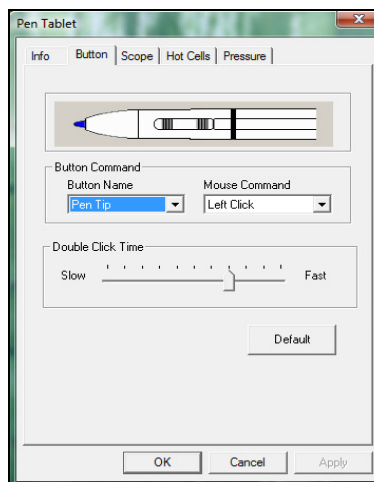 Pen Tablet
Info Button Scope Hot Cells Pressure
Button Command
Button Name Mouse Command
Pen Tip Left Click
Double Click Time
Slow Fast
Default
OK Cancel Apply